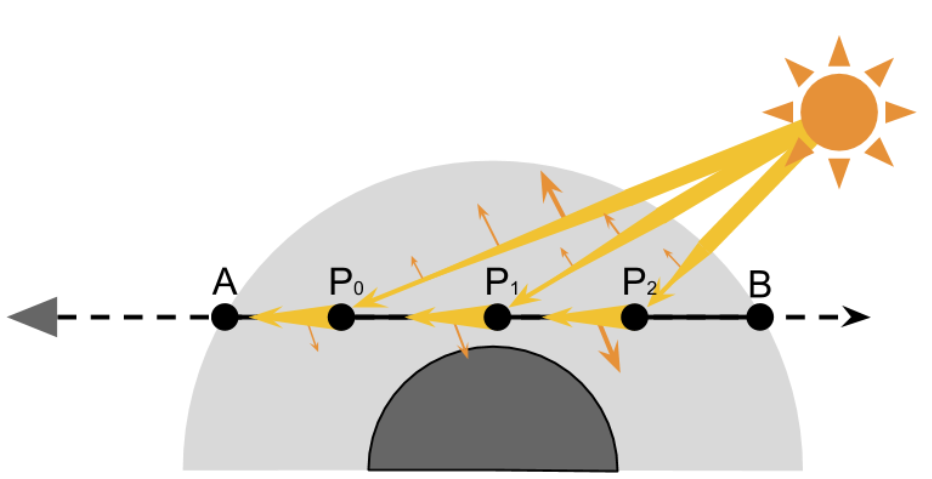 A P₀ P₁ P₂ B